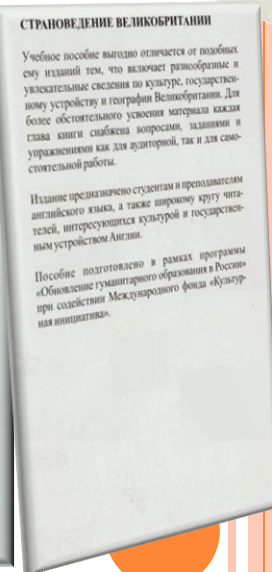 СТРАНОВЕДЕНИЕ ВЕЛИКОБРИТАНИИ
Учебное пособие выгодно отличается от подобных
ему изданий тем, что включает разнообразные и
увлекательные сведения по культуре, государствен-
ному устройству и географии Великобритании. Для
более обстоятельного усвоения материала каждая
глава книги снабжена вопросами, заданиями и
упражнениями как для аудиторной, так и для само-
стоятельной работы.
Издание предназначено студентам и преподавателям
английского языка, а также широкому кругу чита-
телей, интересующихся культурой и государствен-
ным устройством Англии.
Пособие подготовлено в рамках программы
«Обновление гуманитарного образования в России»
при содействии Международного фонда «Культур-
ная инициатива».